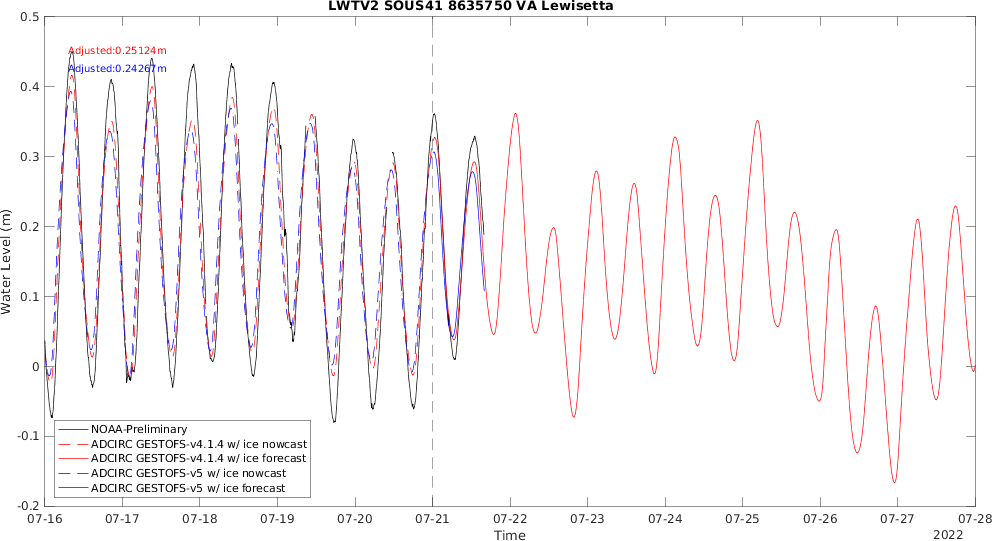 LWTV2 SOUS41 8635750 VA Lewisetta
Adjusted:0.25124m
Adjusted:0.24267m
Water Level (m)
0.5
0.4
0.3
0.2
0.1
0
-0.1
-0.2
NOAA-Preliminary
ADCIRC GESTOFS-v4.1.4 w/ ice nowcast
ADCIRC GESTOFS-v4.1.4 w/ ice forecast
ADCIRC GESTOFS-v5 w/ ice nowcast
ADCIRC GESTOFS-v5 w/ ice forecast
07-16 07-17 07-18 07-19 07-20 07-21 07-22 07-23 07-24 07-25 07-26 07-27 07-28
Time
2022